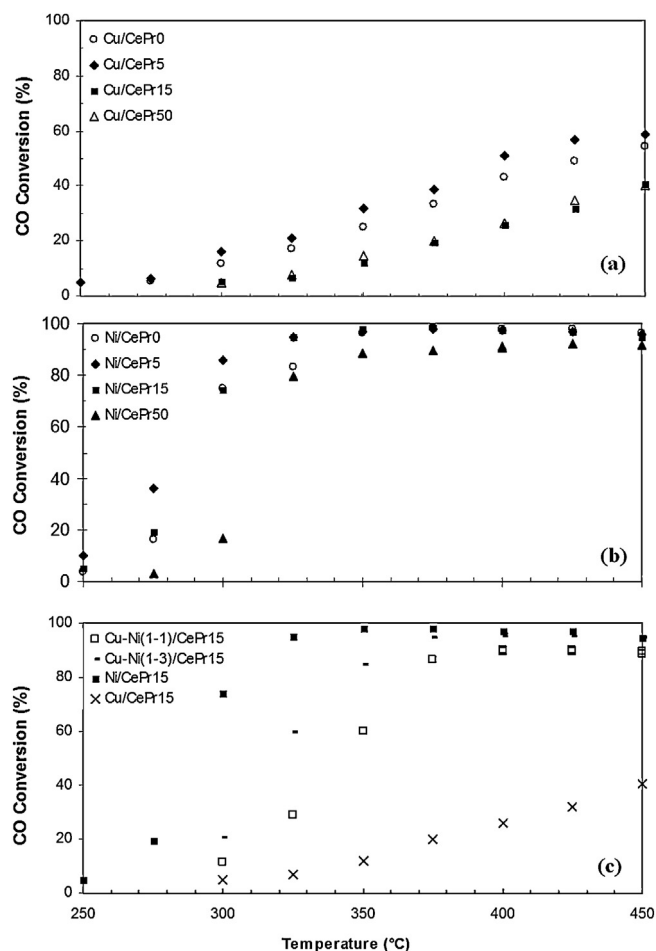 100
80
60
40
20
0
CO Conversion (%)
Cu/CePr0
Cu/CePr5
Cu/CePr15
Cu/CePr50
(a)
100
80
60
40
20
0
CO Conversion (%)
Ni/CePr0
Ni/CePr5
Ni/CePr15
Ni/CePr50
(b)
100
80
60
40
20
0
CO Conversion (%)
Cu-Ni(1-1)/CePr15
Cu-Ni(1-3)/CePr15
Ni/CePr15
Cu/CePr15
(c)
250 300 350 400 450
Temperature (°C)